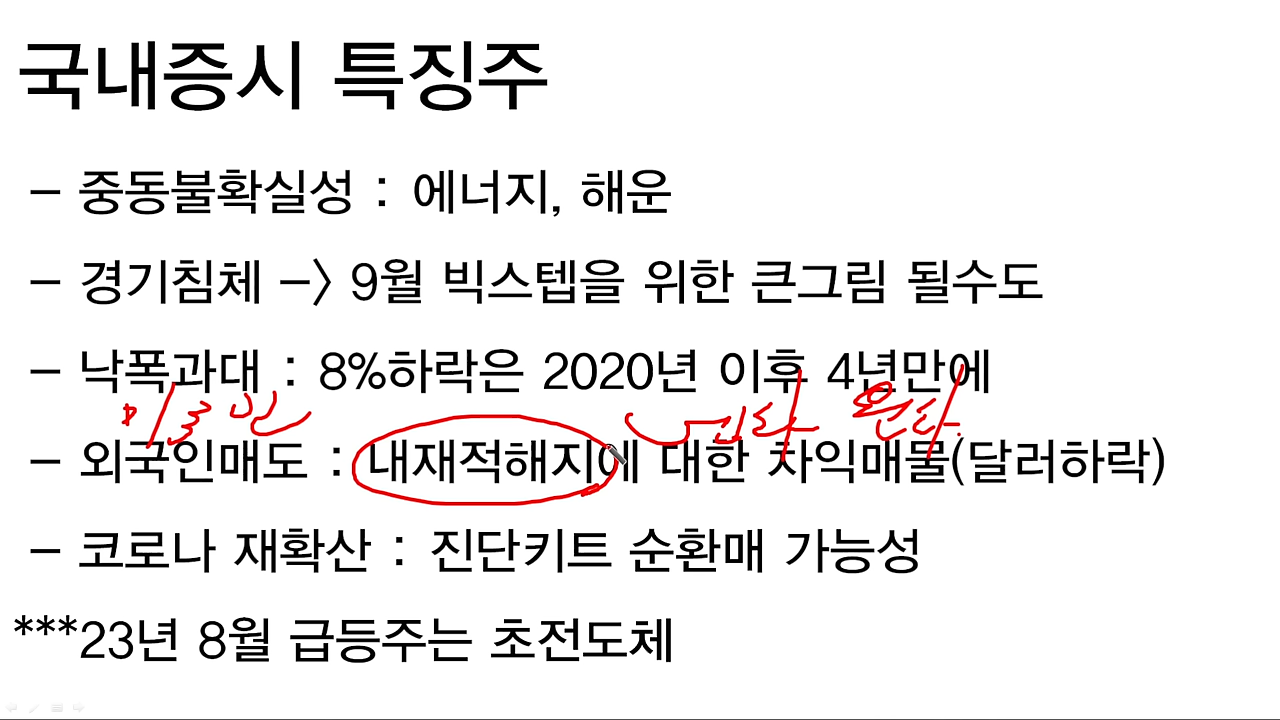 국내증시 특징주
– 중동불확실성 : 에너지, 해운
– 경기침체 –> 9월 빅스텝을 위한 큰그림 될수도
– 낙폭과대 : 8%하락은 2020년 이후 4년만에
– 외국인매도 : 내재적해지에 대한 차익매물(달러하락)
– 코로나 재확산 : 진단키트 순환매 가능성
***23년 8월 급등주는 초전도체